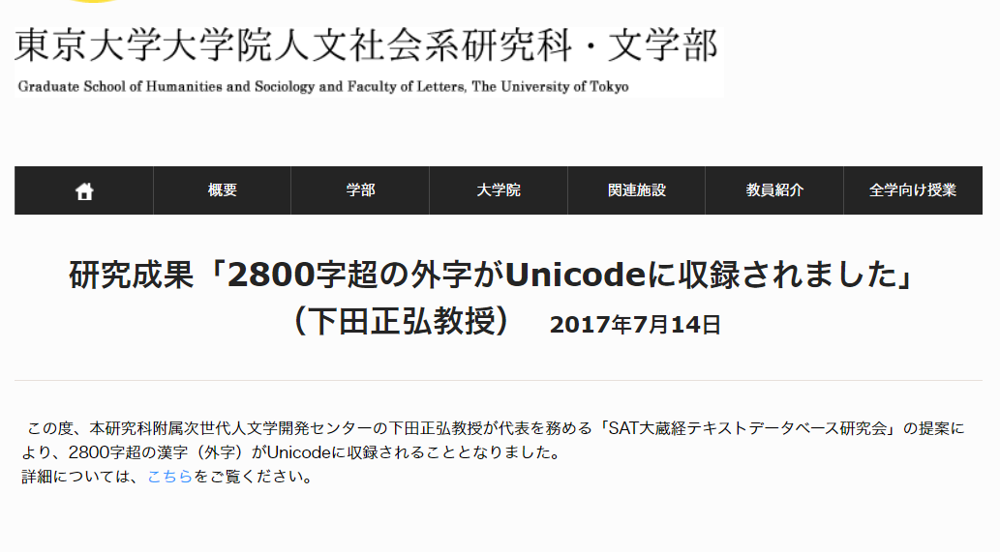 東京大学大学院人文社会系研究科・文学部
Graduate School of Humanities and Sociology and Faculty of Letters, The University of Tokyo
概要 学部 大学院 関連施設 教員紹介 全学向け授業
研究成果「2800字超の外字がUnicodeに収録されました」
（下田正弘教授） 2017年7月14日
この度、本研究科附属次世代人文学開発センターの下田正弘教授が代表を務める「SAT大蔵経テキストデータベース研究会」の提案に
より、2800字超の漢字（外字）がUnicodeに収録されることとなりました。
詳細については、こちらをご覧ください。